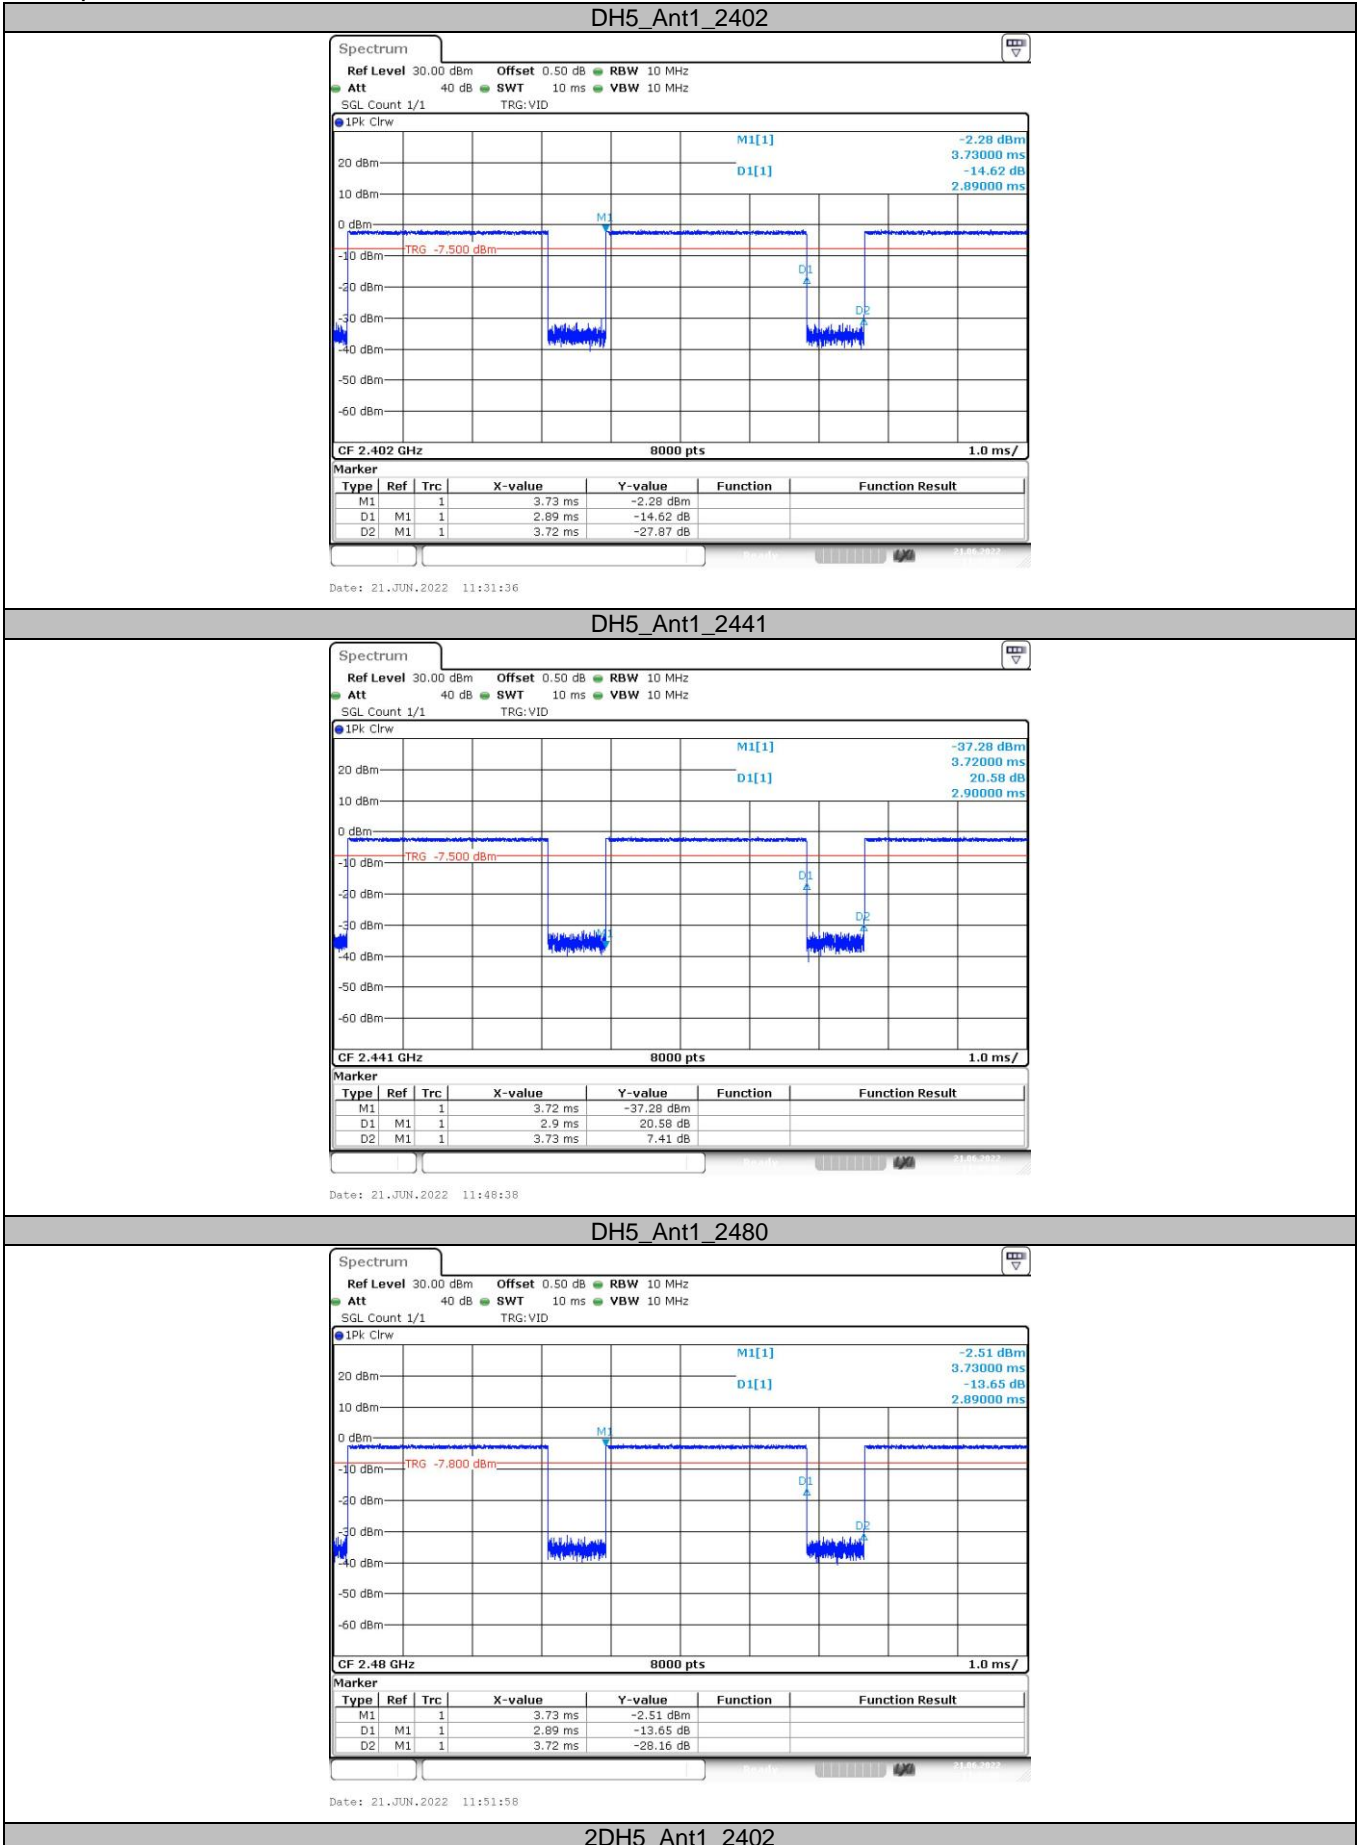 DH5_Ant1_2402
Spectrum
Ref Level 30.00 dBm Offset 0.50 dB RBW 10 MHz
Att 40 dB SWT 10 ms VBW 10 MHz
SGL Count 1/1 TRG:VID
1Pk Clrw
M1[1] -2.28 dBm
3.73000 ms
20 dBm
D1[1] -14.62 dB
2.89000 ms
10 dBm
M1
0 dBm
TRG -7.500 dBm
-10 dBm
D1
-20 dBm
D2
-30 dBm
-40 dBm
-50 dBm
-60 dBm
CF 2.402 GHz 8000 pts 1.0 ms/
Marker
Type Ref Trc X-value Y-value Function Function Result
M1 1 3.73 ms -2.28 dBm
D1 M1 1 2.89 ms -14.62 dB
D2 M1 1 3.72 ms -27.87 dB
Ready 21.06.2022
Date: 21.JUN.2022 11:31:36
DH5_Ant1_2441
Spectrum
Ref Level 30.00 dBm Offset 0.50 dB RBW 10 MHz
Att 40 dB SWT 10 ms VBW 10 MHz
SGL Count 1/1 TRG:VID
1Pk Clrw
M1[1] -37.28 dBm
3.72000 ms
20 dBm
D1[1] 20.58 dB
2.90000 ms
10 dBm
0 dBm
TRG -7.500 dBm
-10 dBm
D1
-20 dBm
D2
-30 dBm
M1
-40 dBm
-50 dBm
-60 dBm
CF 2.441 GHz 8000 pts 1.0 ms/
Marker
Type Ref Trc X-value Y-value Function Function Result
M1 1 3.72 ms -37.28 dBm
D1 M1 1 2.9 ms 20.58 dB
D2 M1 1 3.73 ms 7.41 dB
Ready 21.06.2022
Date: 21.JUN.2022 11:48:38
DH5_Ant1_2480
Spectrum
Ref Level 30.00 dBm Offset 0.50 dB RBW 10 MHz
Att 40 dB SWT 10 ms VBW 10 MHz
SGL Count 1/1 TRG:VID
1Pk Clrw
M1[1] -2.51 dBm
3.73000 ms
20 dBm
D1[1] -13.65 dB
2.89000 ms
10 dBm
M1
0 dBm
TRG -7.800 dBm
-10 dBm
D1
-20 dBm
D2
-30 dBm
-40 dBm
-50 dBm
-60 dBm
CF 2.48 GHz 8000 pts 1.0 ms/
Marker
Type Ref Trc X-value Y-value Function Function Result
M1 1 3.73 ms -2.51 dBm
D1 M1 1 2.89 ms -13.65 dB
D2 M1 1 3.72 ms -28.16 dB
Ready 21.06.2022
Date: 21.JUN.2022 11:51:58
2DH5_Ant1_2402